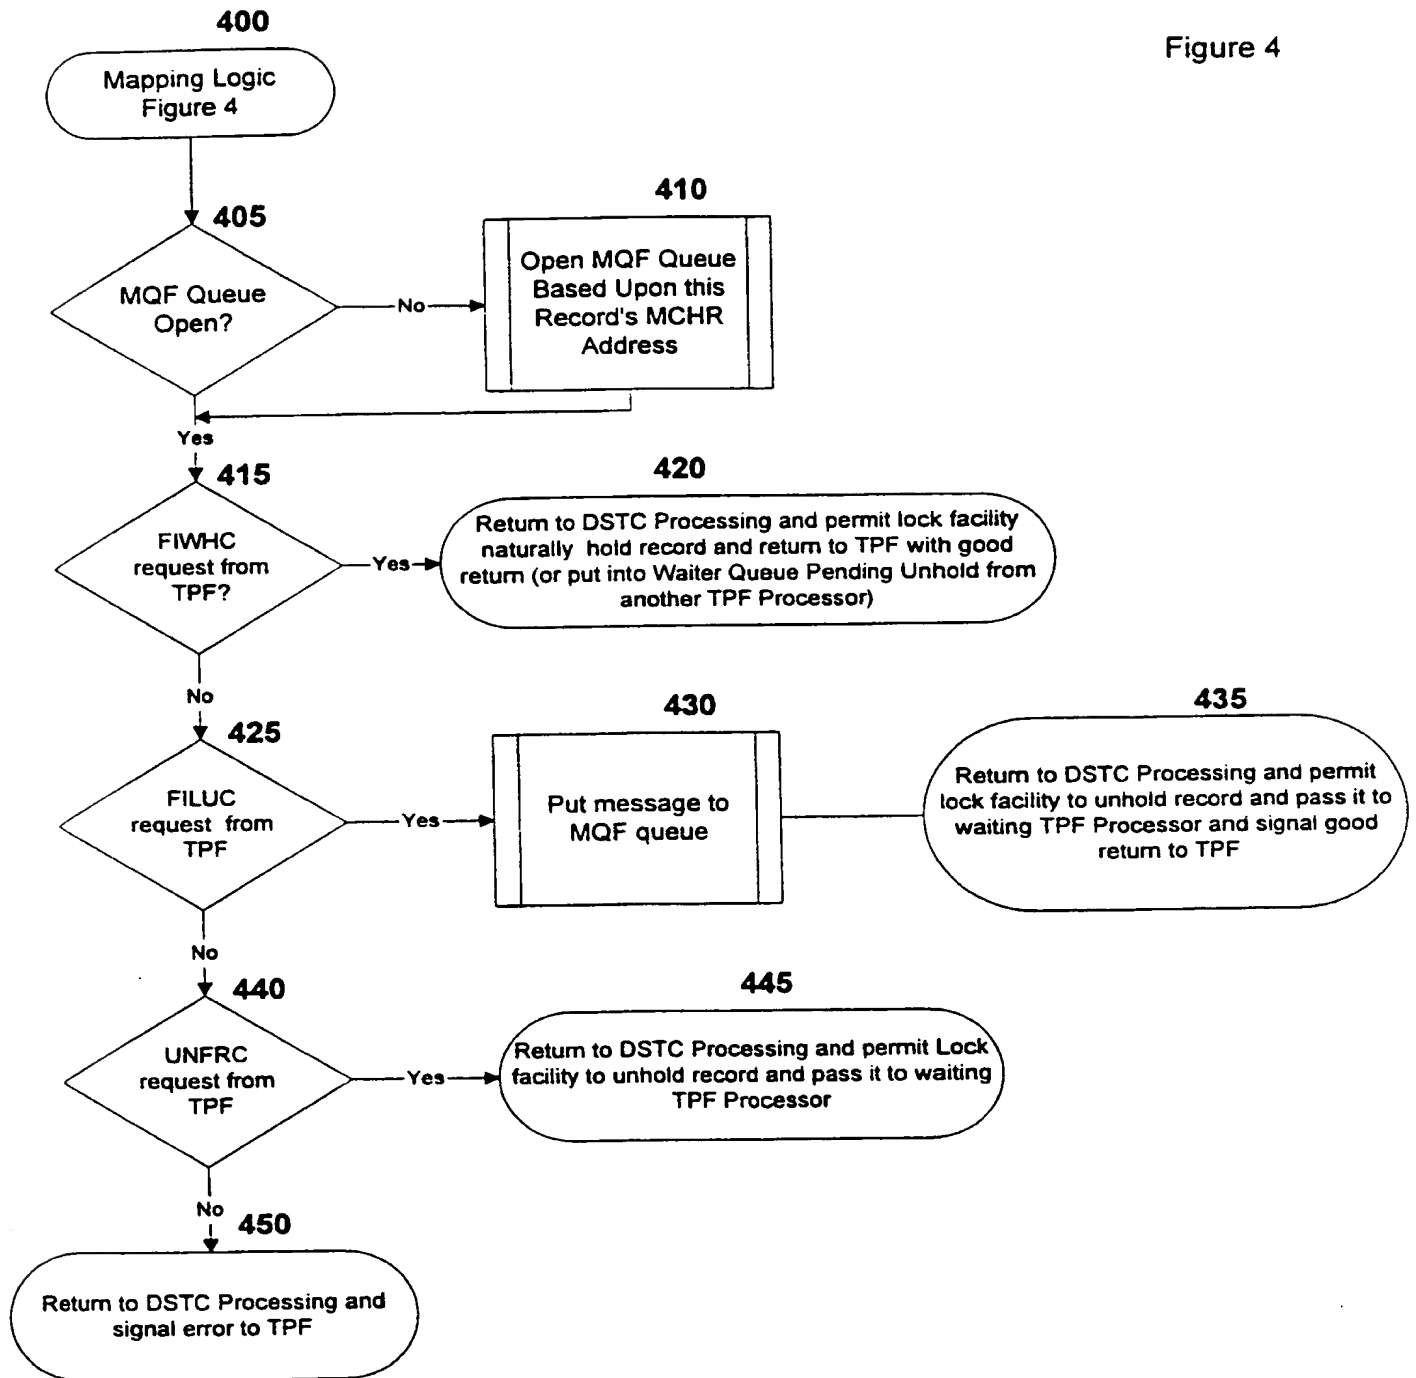 400
Figure 4
Mapping Logic
Figure 4
405
MQF Queue
Open?
No
410
Open MQF Queue
Based Upon this
Record's MCHR
Address
Yes
415
FIWHC
request from
TPF?
Yes
420
Return to DSTC Processing and permit lock facility
naturally hold record and return to TPF with good
return (or put into Waiter Queue Pending Unhold from
another TPF Processor)
No
425
FILUC
request from
TPF
Yes
430
Put message to
MQF queue
435
Return to DSTC Processing and permit
lock facility to unhold record and pass it to
waiting TPF Processor and signal good
return to TPF
No
440
UNFRC
request from
TPF
Yes
445
Return to DSTC Processing and permit Lock
facility to unhold record and pass it to waiting
TPF Processor
No
450
Return to DSTC Processing and
signal error to TPF